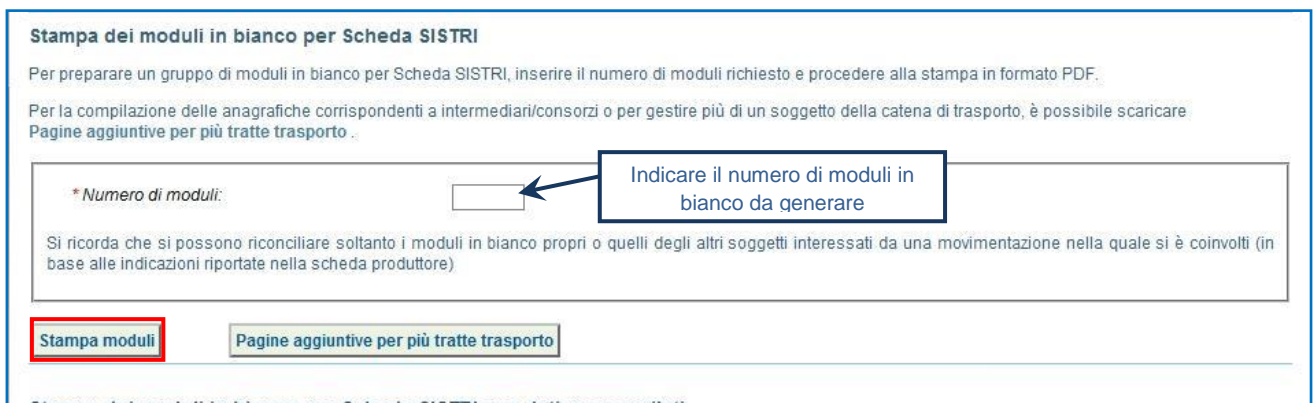 Stampa dei moduli in bianco per Scheda SISTRI
Per preparare un gruppo di moduli in bianco per Scheda SISTRI, inserire il numero di moduli richiesto e procedere alla stampa in formato PDF.
Per la compilazione delle anagrafiche corrispondenti a intermediari/consorzi o per gestire più di un soggetto della catena di trasporto, è possibile scaricare
Pagine aggiuntive per più tratte trasporto .
* Numero di moduli:
Indicare il numero di moduli in
bianco da generare
Si ricorda che si possono riconciliare soltanto i moduli in bianco propri o quelli degli altri soggetti interessati da una movimentazione nella quale si è coinvolti (in
base alle indicazioni riportate nella scheda produttore)
Stampa moduli
Pagine aggiuntive per più tratte trasporto